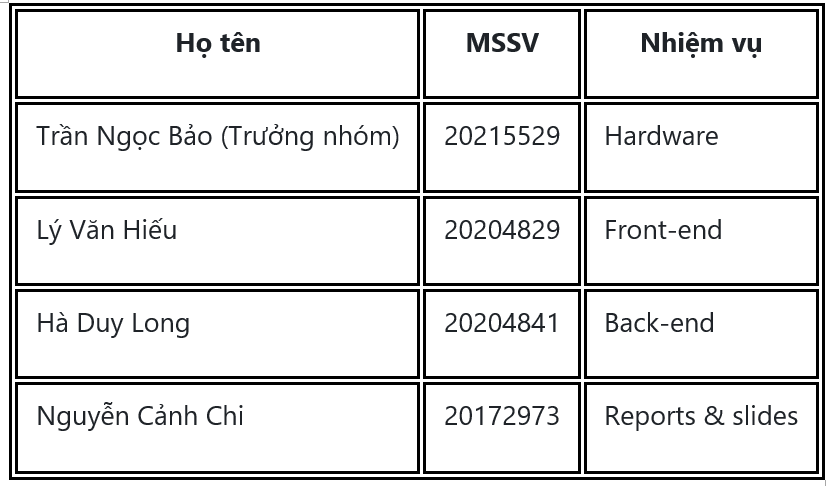 Họ tên MSSV Nhiệm vụ
Trần Ngọc Bảo (Trưởng nhóm) 20215529 Hardware
Lý Văn Hiếu 20204829 Front-end
Hà Duy Long 20204841 Back-end
Nguyễn Cảnh Chi 20172973 Reports & slides